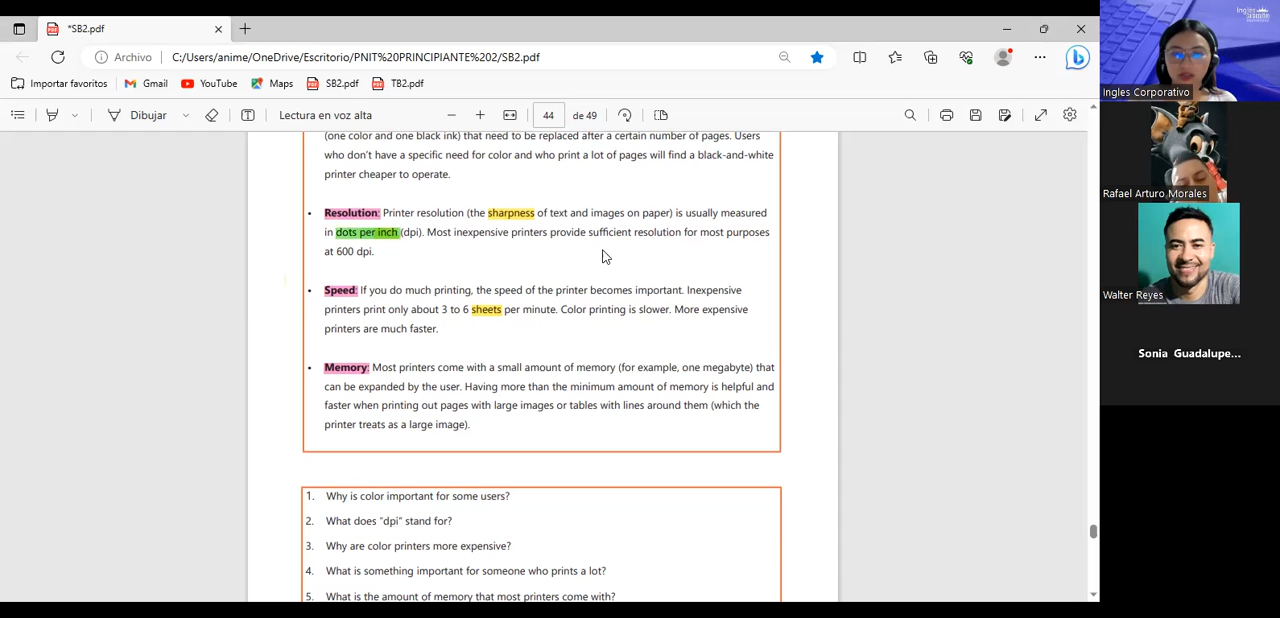 *SB2.pdf
Archivo C:/Users/anime/OneDrive/Escritorio/PNIT%20PRINCIPIANTE%202/SB2.pdf
Importar favoritos Gmail YouTube Maps SB2.pdf TB2.pdf
Dibujar Lectura en voz alta 44 de 49
(one color and one black ink) that need to be replaced after a certain number of pages. Users
who don't have a specific need for color and who print a lot of pages will find a black-and-white
printer cheaper to operate.
• Resolution: Printer resolution (the sharpness of text and images on paper) is usually measured
in dots per inch (dpi). Most inexpensive printers provide sufficient resolution for most purposes
at 600 dpi.
• Speed: If you do much printing, the speed of the printer becomes important. Inexpensive
printers print only about 3 to 6 sheets per minute. Color printing is slower. More expensive
printers are much faster.
• Memory: Most printers come with a small amount of memory (for example, one megabyte) that
can be expanded by the user. Having more than the minimum amount of memory is helpful and
faster when printing out pages with large images or tables with lines around them (which the
printer treats as a large image).
1. Why is color important for some users?
2. What does "dpi" stand for?
3. Why are color printers more expensive?
4. What is something important for someone who prints a lot?
5. What is the amount of memory that most printers come with?
Ingles Corporativo
Rafael Arturo Morales
Walter Reyes
Sonia Guadalupe...